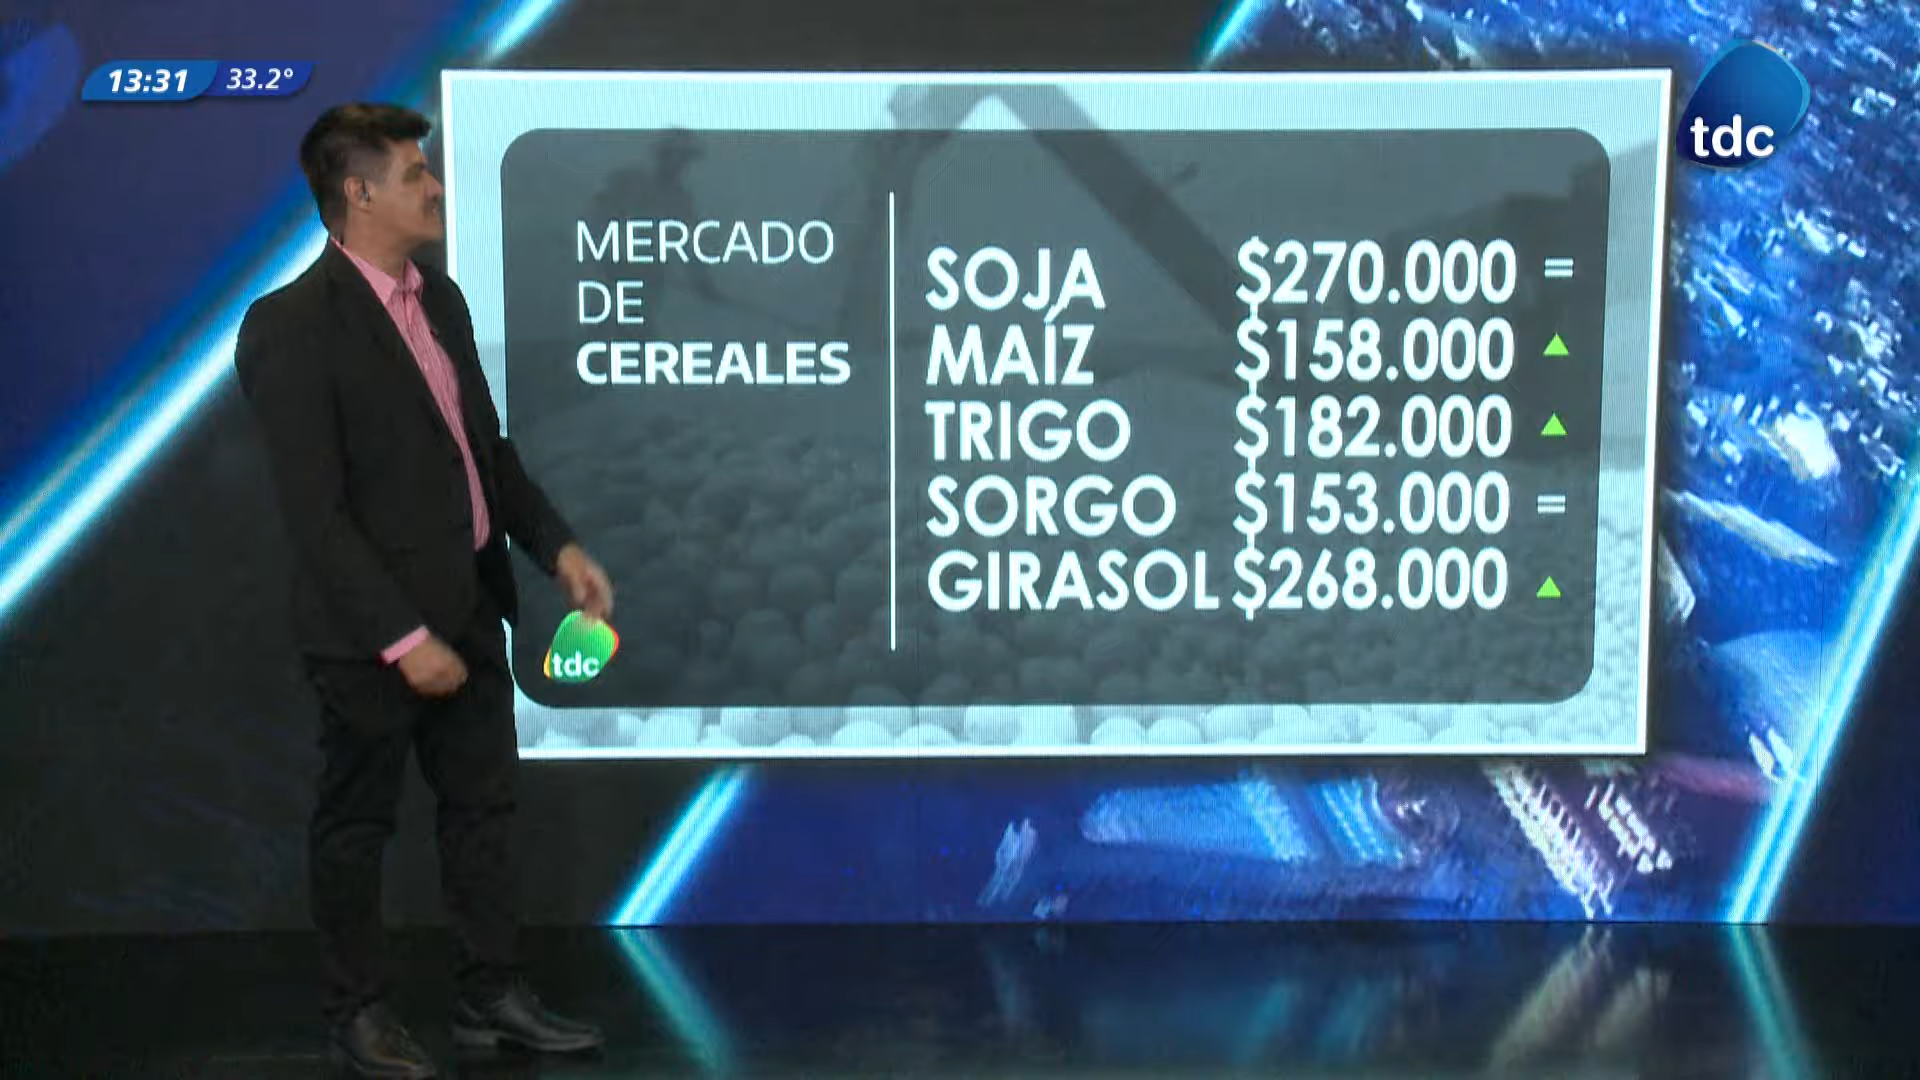 13:31 33.2°
tdc
MERCADO
DE
CEREALES
SOJA $270.000 =
MAÍZ $158.000 ▲
TRIGO $182.000 ▲
SORGO $153.000 =
GIRASOL $268.000 ▲
tdc